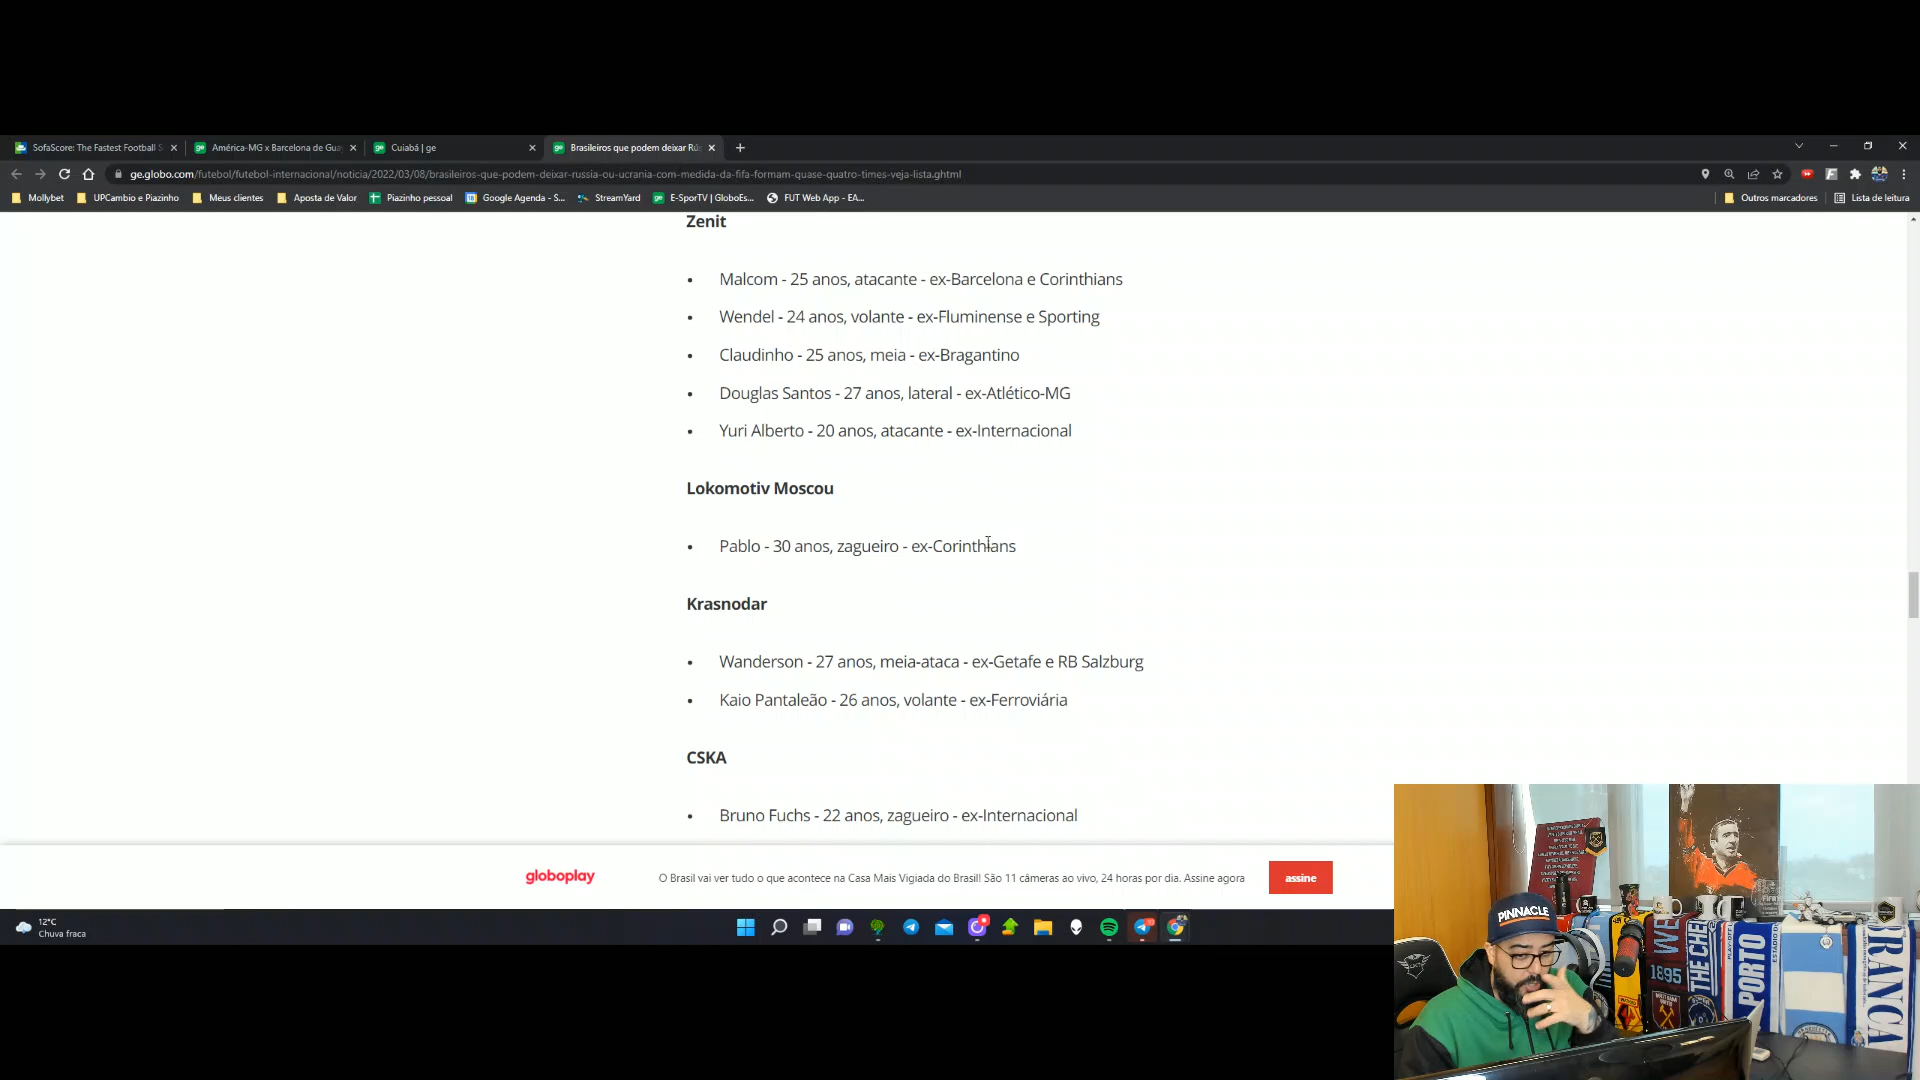 SofaScore: The Fastest Football S
América-MG x Barcelona de Gua
Cuiabá | ge
Brasileiros que podem deixar Rús
ge.globo.com/futebol/futebol-internacional/noticia/2022/03/08/brasileiros-que-podem-deixar-russia-ou-ucrania-com-medida-da-fifa-formam-quase-quatro-times-veja-lista.ghtml
Mollybet UPCambio e Piazinho Meus clientes Aposta de Valor Piazinho pessoal Google Agenda - S... StreamYard E-SporTV | GloboEs... FUT Web App - EA... Outros marcadores Lista de leitura
Zenit
• Malcom - 25 anos, atacante - ex-Barcelona e Corinthians
• Wendel - 24 anos, volante - ex-Fluminense e Sporting
• Claudinho - 25 anos, meia - ex-Bragantino
• Douglas Santos - 27 anos, lateral - ex-Atlético-MG
• Yuri Alberto - 20 anos, atacante - ex-Internacional
Lokomotiv Moscou
• Pablo - 30 anos, zagueiro - ex-Corinthians
Krasnodar
• Wanderson - 27 anos, meia-ataca - ex-Getafe e RB Salzburg
• Kaio Pantaleão - 26 anos, volante - ex-Ferroviária
CSKA
• Bruno Fuchs - 22 anos, zagueiro - ex-Internacional
globoplay
O Brasil vai ver tudo o que acontece na Casa Mais Vigiada do Brasil! São 11 câmeras ao vivo, 24 horas por dia. Assine agora
assine
12°C
Chuva fraca
PINNACLE
WE
1895
THE CHE
PORTO
BRANCA